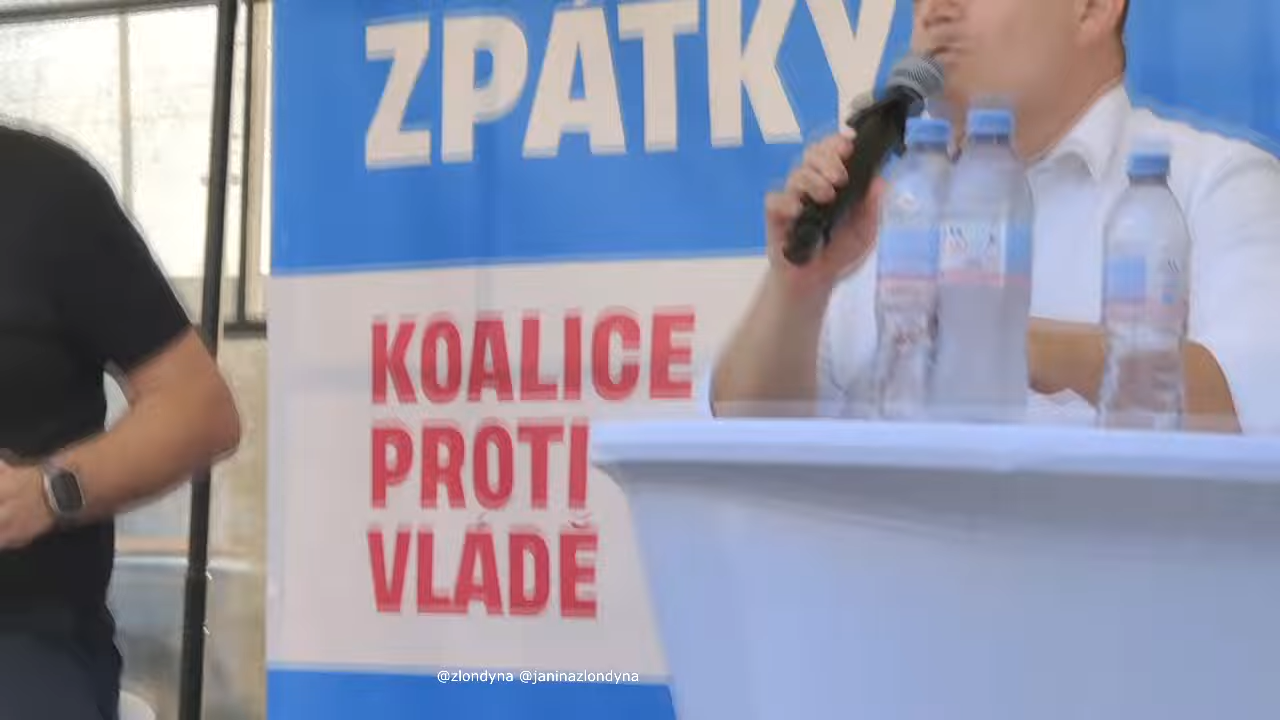 ZPÁTKY
KOALICE
PROTI
VLÁDĚ
@zlondyna @janinazlondyna